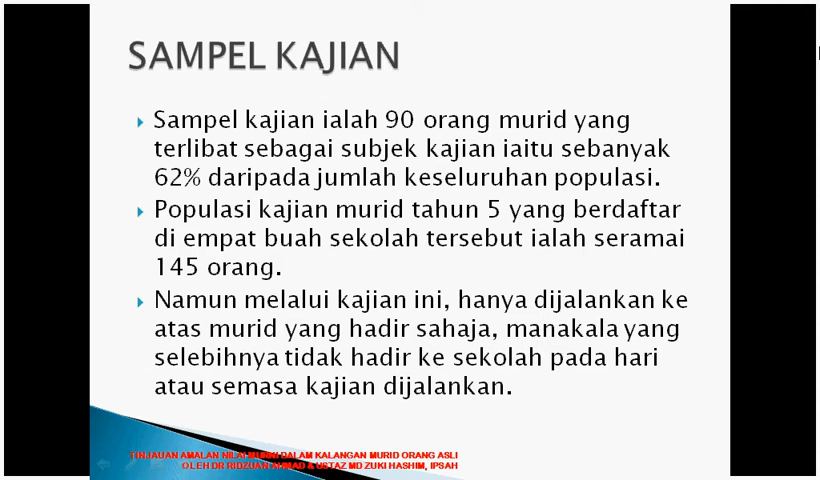 SAMPEL KAJIAN
Sampel kajian ialah 90 orang murid yang
terlibat sebagai subjek kajian iaitu sebanyak
62% daripada jumlah keseluruhan populasi.
Populasi kajian murid tahun 5 yang berdaftar
di empat buah sekolah tersebut ialah seramai
145 orang.
Namun melalui kajian ini, hanya dijalankan ke
atas murid yang hadir sahaja, manakala yang
selebihnya tidak hadir ke sekolah pada hari
atau semasa kajian dijalankan.
TINJAUAN AMALAN NILAI MURNI DALAM KALANGAN MURID ORANG ASLI
OLEH DR RIDZUAN AHMAD & USTAZ MD ZUKI HASHIM, IPSAH